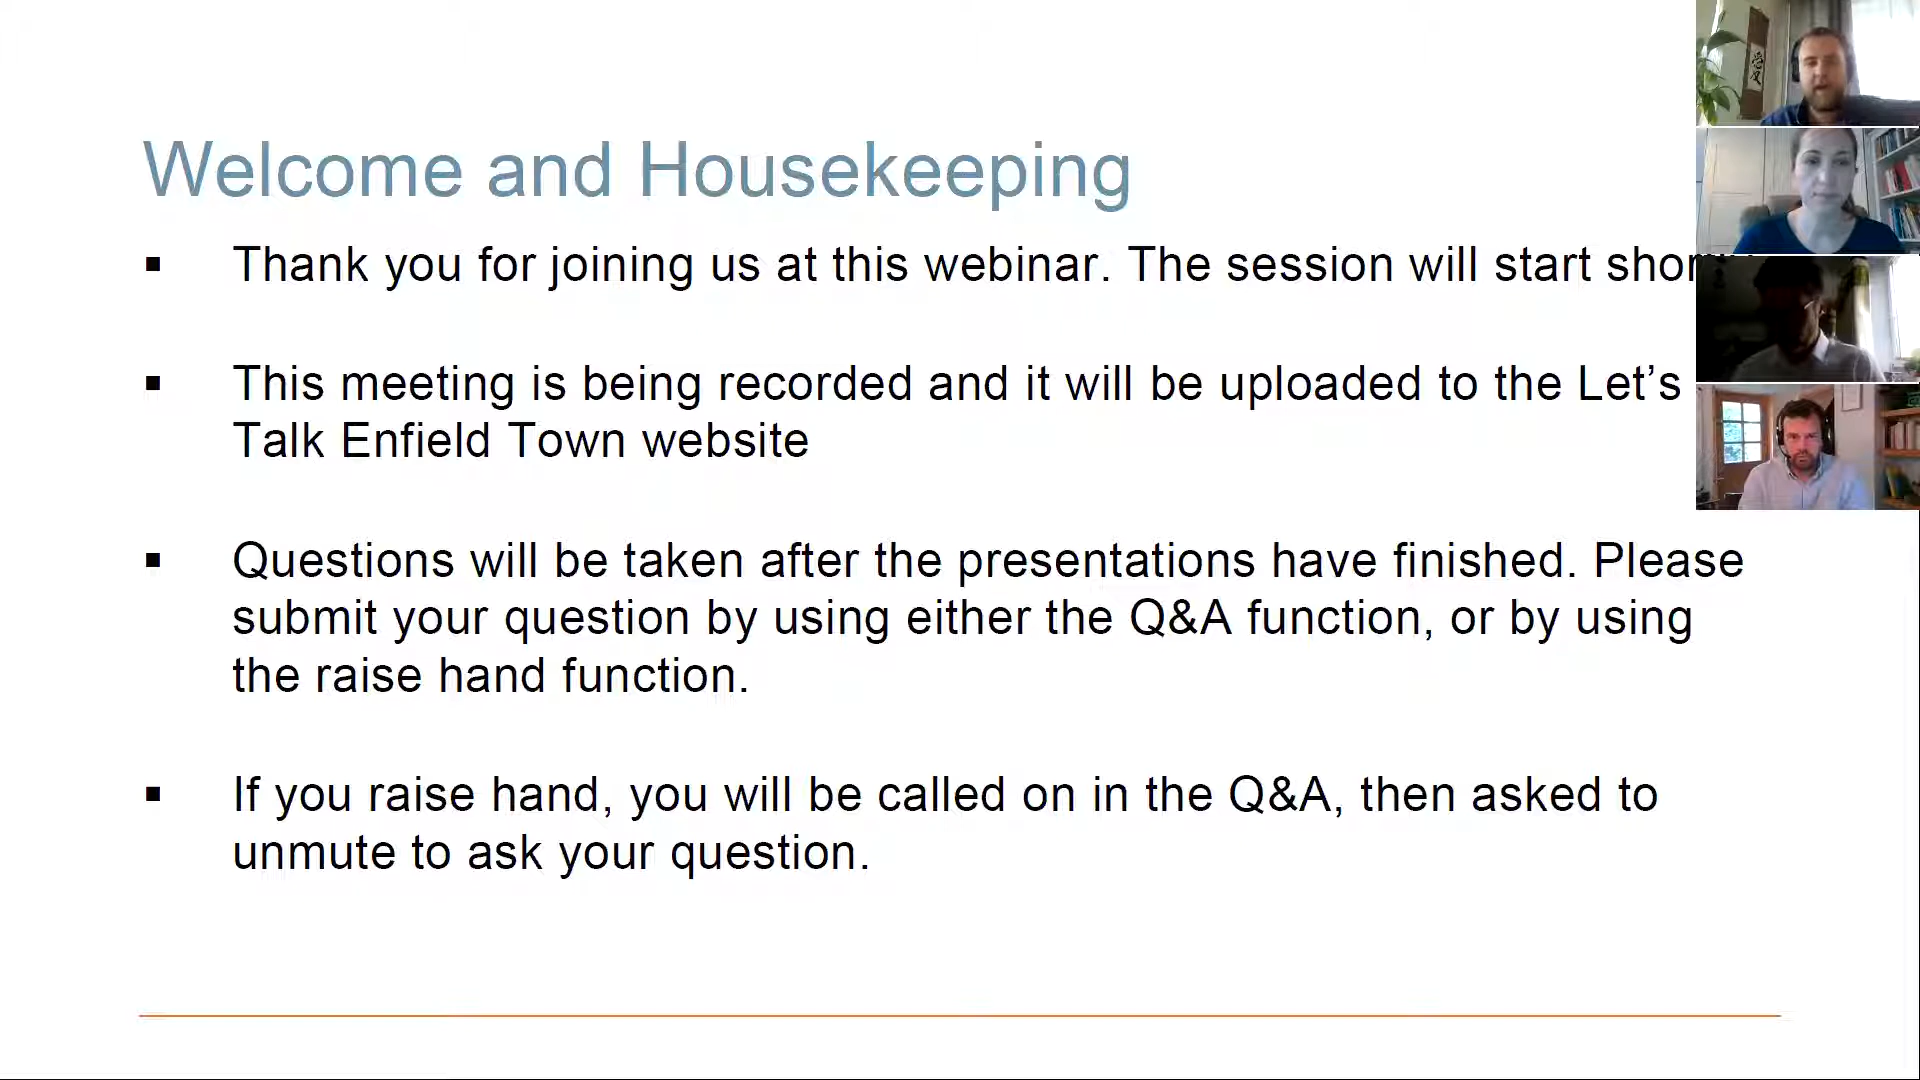 Welcome and Housekeeping
▪ Thank you for joining us at this webinar. The session will start
▪ This meeting is being recorded and it will be uploaded to the Let’s
Talk Enfield Town website
▪ Questions will be taken after the presentations have finished. Please
submit your question by using either the Q&A function, or by using
the raise hand function.
▪ If you raise hand, you will be called on in the Q&A, then asked to
unmute to ask your question.